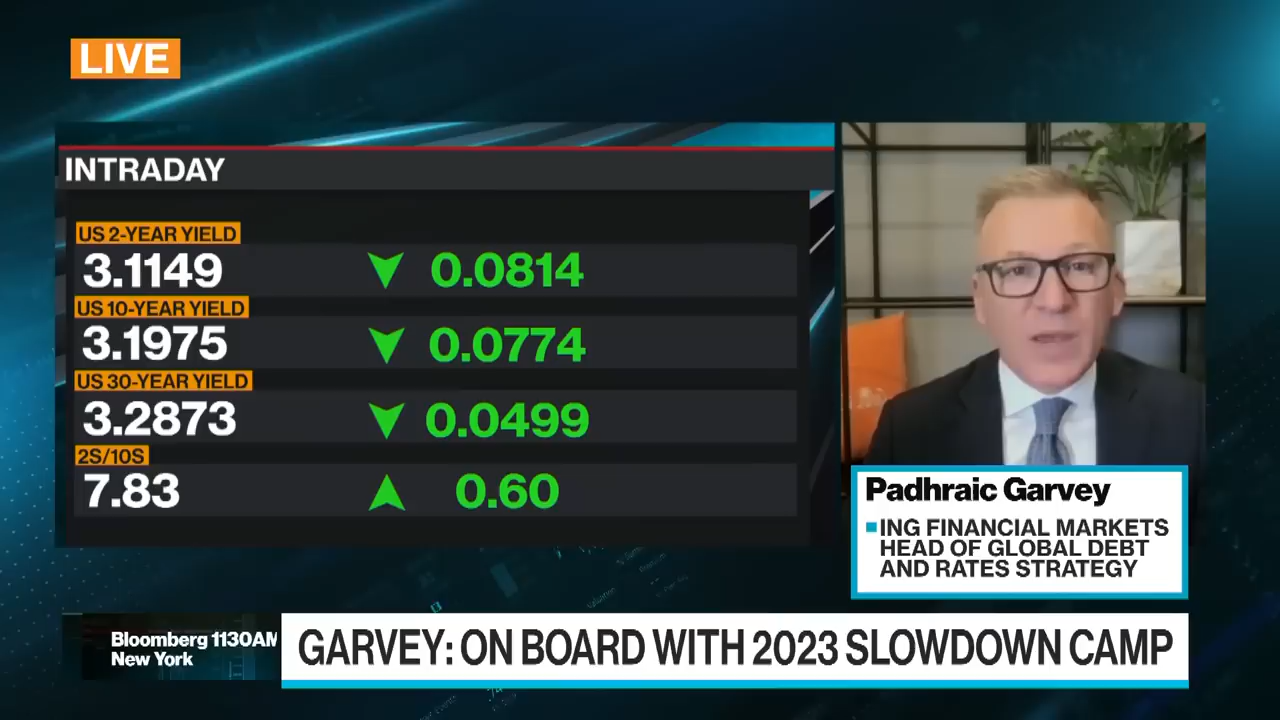 LIVE
INTRADAY
US 2-YEAR YIELD
3.1149 ▼ 0.0814
US 10-YEAR YIELD
3.1975 ▼ 0.0774
US 30-YEAR YIELD
3.2873 ▼ 0.0499
2S/10S
7.83 ▲ 0.60
Padhraic Garvey
ING FINANCIAL MARKETS
HEAD OF GLOBAL DEBT
AND RATES STRATEGY
Bloomberg 1130AM
New York
GARVEY: ON BOARD WITH 2023 SLOWDOWN CAMP